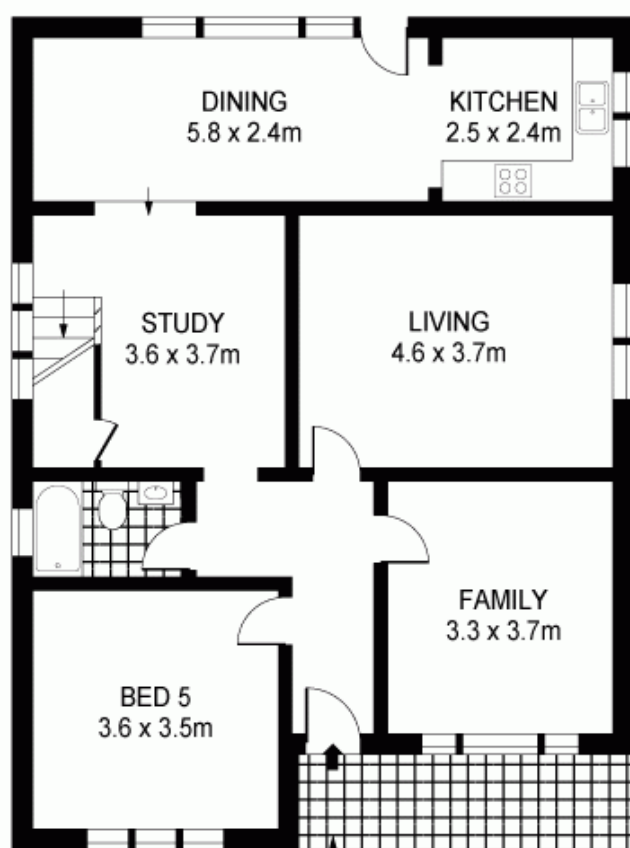 DINING
5.8 x 2.4m
KITCHEN
2.5 x 2.4m
STUDY
3.6 x 3.7m
LIVING
4.6 x 3.7m
FAMILY
3.3 x 3.7m
BED 5
3.6 x 3.5m